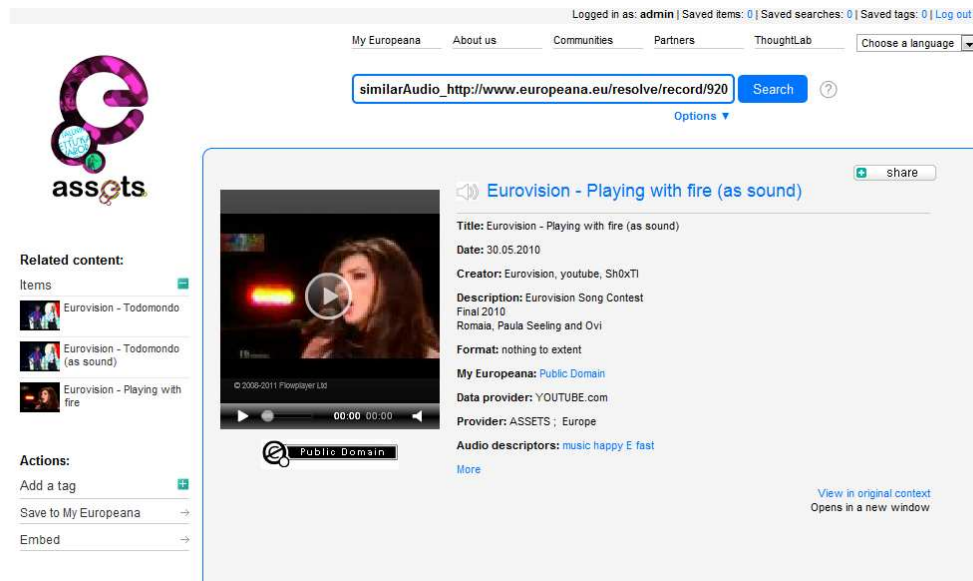 Logged in as: admin | Saved items: 0 | Saved searches: 0 | Saved tags: 0 | Log out
My Europeana About us Communities Partners ThoughtLab Choose a language
similarAudio_http://www.europeana.eu/resolve/record/920 Search ?
Options ▼
assets
share
Eurovision - Playing with fire (as sound)
Title: Eurovision - Playing with fire (as sound)
Date: 30.05.2010
Creator: Eurovision, youtube, Sh0xTl
Description: Eurovision Song Contest
Final 2010
Romaia, Paula Seeling and Ovi
Format: nothing to extent
My Europeana: Public Domain
Data provider: YOUTUBE.com
Provider: ASSETS ; Europe
Audio descriptors: music happy E fast
More
View in original context
Opens in a new window
© 2008-2011 Flowplayer Ltd
00:00 00:00
Public Domain
Related content:
Items
Eurovision - Todomondo
Eurovision - Todomondo
(as sound)
Eurovision - Playing with
fire
Actions:
Add a tag
Save to My Europeana
Embed